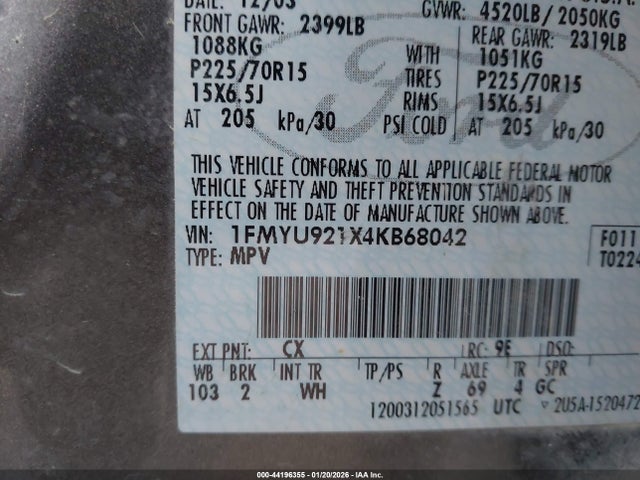 DATE: 12/03
GVWR: 4520LB/ 2050KG
FRONT GAWR: 2399LB
REAR GAWR: 2319LB
1088KG WITH 1051KG
P225/70R15 TIRES P225/70R15
15X6.5J RIMS 15X6.5J
AT 205 kPa/30 PSI COLD AT 205 kPa/30
Ford
THIS VEHICLE CONFORMS TO ALL APPLICABLE FEDERAL MOTOR
VEHICLE SAFETY AND THEFT PREVENTION STANDARDS IN
EFFECT ON THE DATE OF MANUFACTURE SHOWN ABOVE.
VIN: 1FMYU921X4KB68042 F011
TYPE: MPV T0224
EXT PNT: CX RC: 9E DSO:
WB BRK INT TR TP/PS R AXLE TR SPR
103 2 WH Z 69 4 GC
1200312051565 UTC 2U5A-1520472
000-44196355 - 01/20/2026 - IAA Inc.